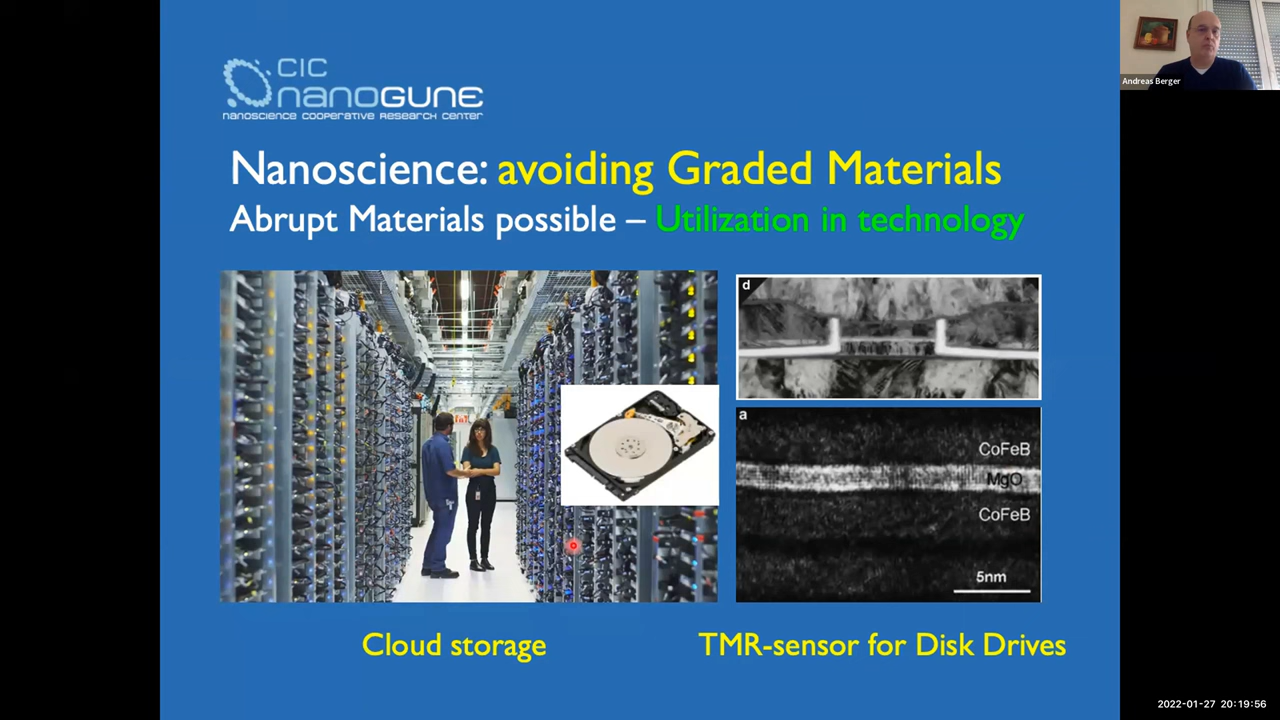 CIC
nanoGUNE
nanoscience cooperative research center
Nanoscience: avoiding Graded Materials
Abrupt Materials possible – Utilization in technology
d
a
CoFeB
MgO
CoFeB
5nm
Cloud storage
TMR-sensor for Disk Drives
Andreas Berger
2022-01-27 20:19:56